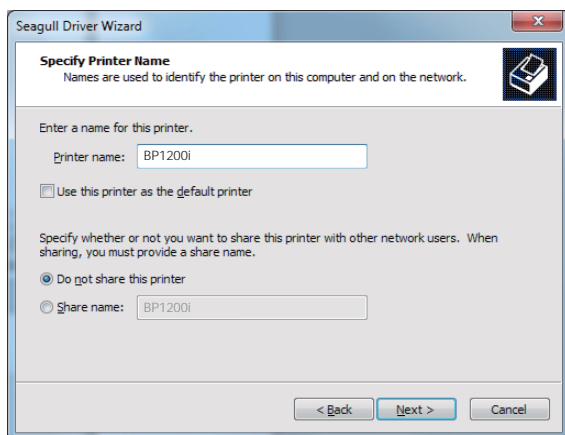 Seagull Driver Wizard
Specify Printer Name
Names are used to identify the printer on this computer and on the network.
Enter a name for this printer.
Printer name: BP1200i
Use this printer as the default printer
Specify whether or not you want to share this printer with other network users. When
sharing, you must provide a share name.
Do not share this printer
Share name: BP1200i
< Back Next > Cancel